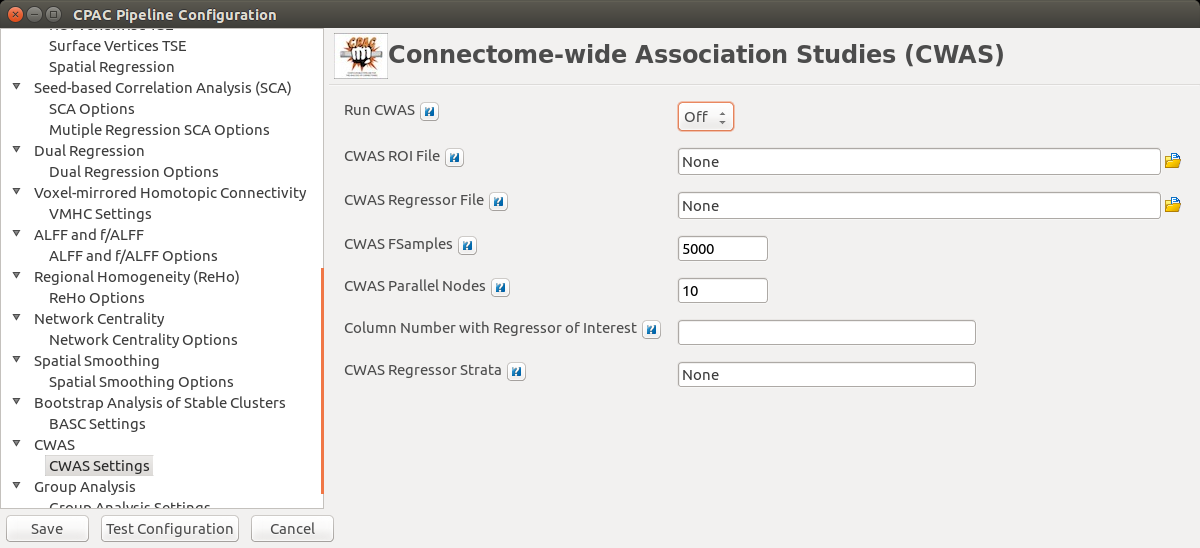 CPAC Pipeline Configuration
Surface Vertices TSE
Spatial Regression
Seed-based Correlation Analysis (SCA)
SCA Options
Mutiple Regression SCA Options
Dual Regression
Dual Regression Options
Voxel-mirrored Homotopic Connectivity
VMHC Settings
ALFF and f/ALFF
ALFF and f/ALFF Options
Regional Homogeneity (ReHo)
ReHo Options
Network Centrality
Network Centrality Options
Spatial Smoothing
Spatial Smoothing Options
Bootstrap Analysis of Stable Clusters
BASC Settings
CWAS
CWAS Settings
Group Analysis
Group Analysis Settings
Save
Test Configuration
Cancel
CPAC
Connectome-wide Association Studies (CWAS)
Run CWAS ? Off
CWAS ROI File ? None
CWAS Regressor File ? None
CWAS FSamples ? 5000
CWAS Parallel Nodes ? 10
Column Number with Regressor of Interest ?
CWAS Regressor Strata ? None